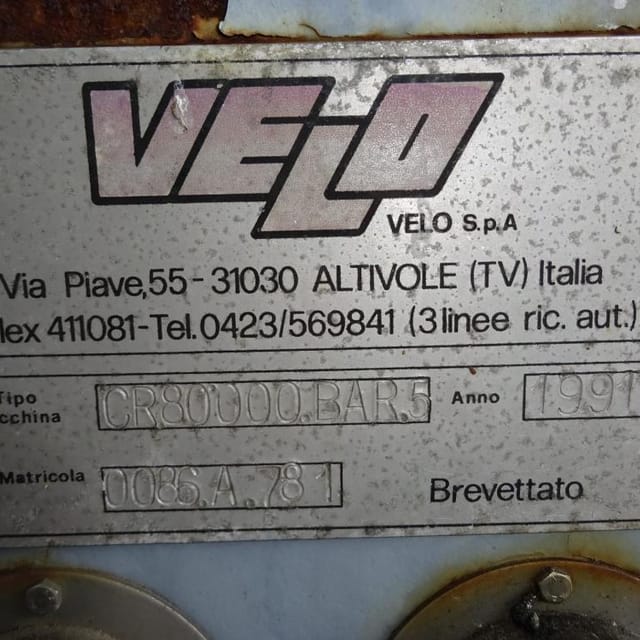 VELO
VELO S.p.A
Via Piave,55-31030 ALTIVOLE (TV) Italia
lex 411081-Tel.0423/569841 (3 linee ric. aut.)
Tipo CR80000.BAR.5 Anno 1991
cchina
Matricola 0086.A.781
Brevettato